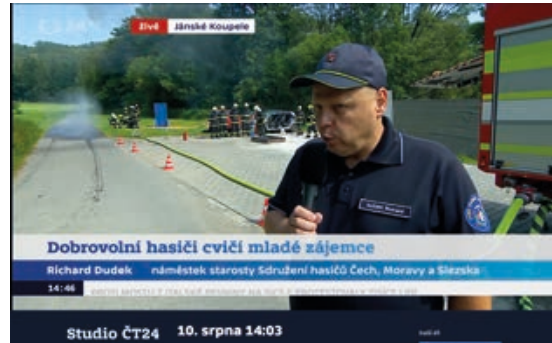 živě Jánské Koupele
Dobrovolní hasiči cvičí mladé zájemce
Richard Dudek náměstek starosty Sdružení hasičů Čech, Moravy a Slezska
14:46
Studio ČT24 10. srpna 14:03